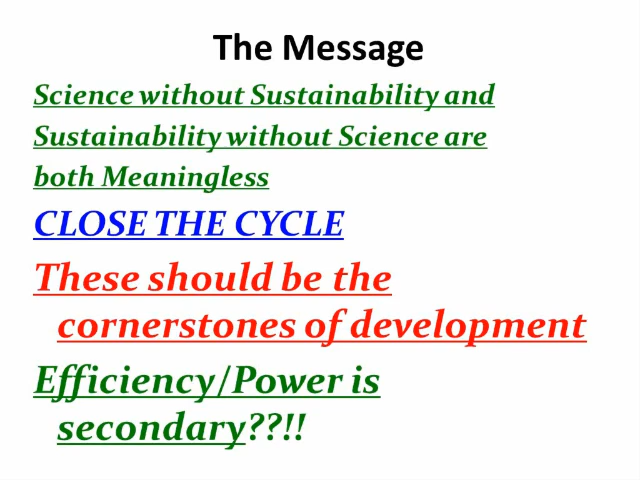 The Message
Science without Sustainability and
Sustainability without Science are
both Meaningless
CLOSE THE CYCLE
These should be the
cornerstones of development
Efficiency/Power is
secondary??!!